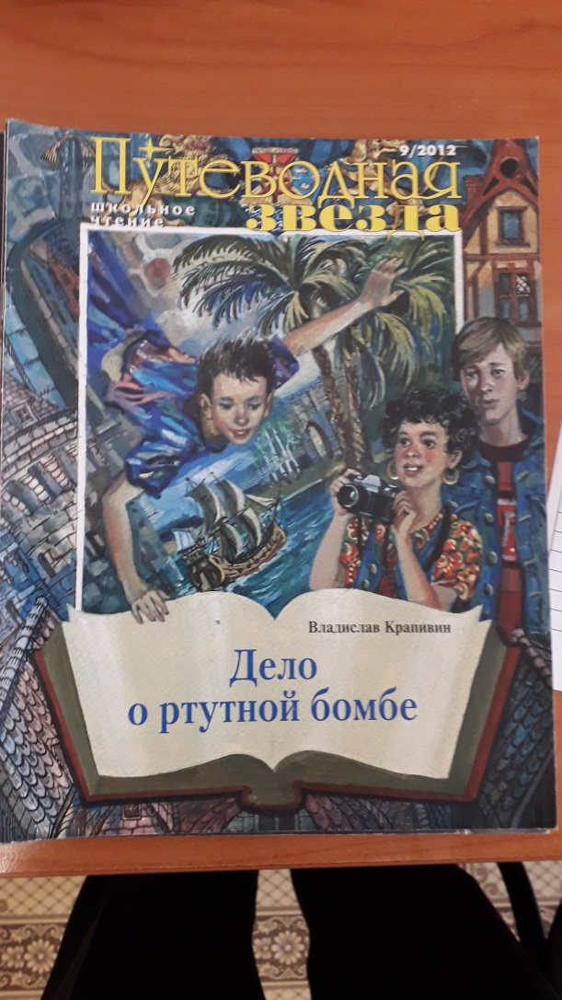 9/2012
Путеводная
школьное
чтение
звезда
Владислав Крапивин
Дело
о ртутной бомбе